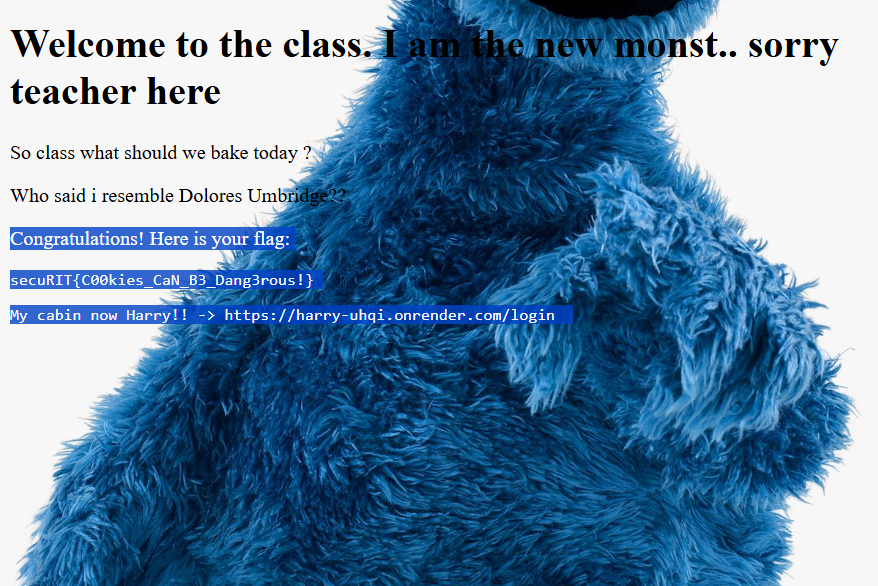 Welcome to the class. I am the new monst.. sorry
teacher here
So class what should we bake today ?
Who said i resemble Dolores Umbridge??
Congratulations! Here is your flag:
secuRIT{C00kies_CaN_B3_Dang3rous!}
My cabin now Harry!! -> https://harry-uhqi.onrender.com/login